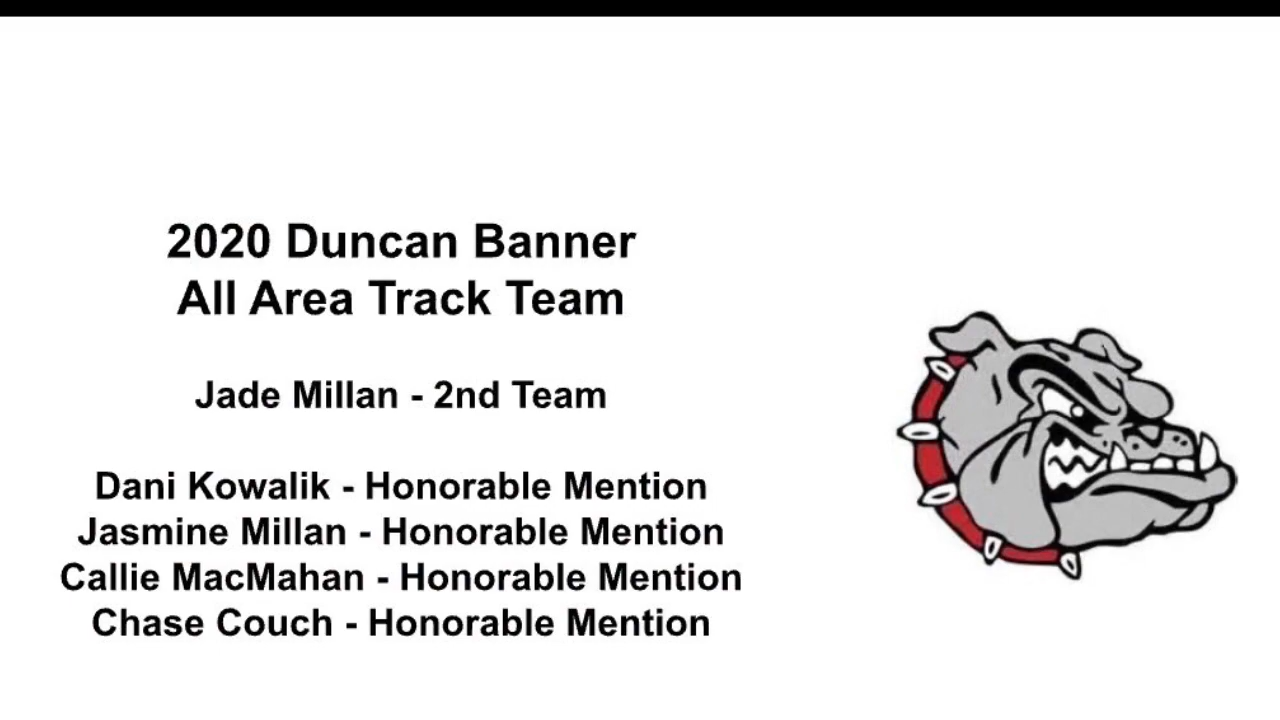 2020 Duncan Banner
All Area Track Team
Jade Millan - 2nd Team
Dani Kowalik - Honorable Mention
Jasmine Millan - Honorable Mention
Callie MacMahan - Honorable Mention
Chase Couch - Honorable Mention